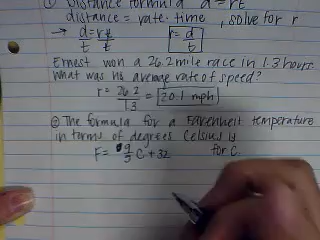 ① Distance formula d = rt
distance = rate · time, solve for r
→ d = rt r = d
t t t
Ernest won a 26.2 mile race in 1.3 hours.
What was his average rate of speed?
r = 26.2 = 20.1 mph
1.3
② The formula for a Farenheit temperature
in terms of degrees Celsius is
F = 9/5 C + 32 for C.